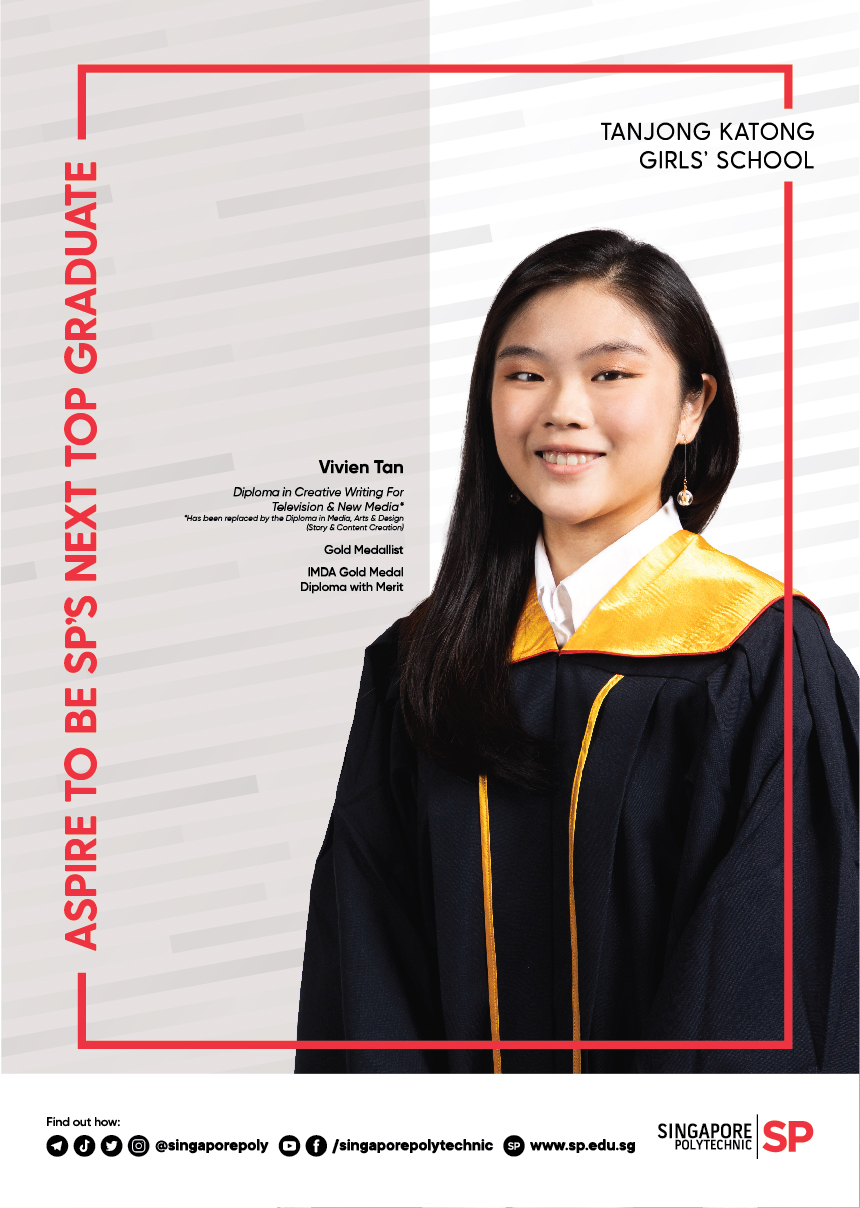 TANJONG KATONG
GIRLS' SCHOOL
ASPIRE TO BE SP'S NEXT TOP GRADUATE
Vivien Tan
Diploma in Creative Writing For
Television & New Media*
*Has been replaced by the Diploma in Media, Arts & Design
(Story & Content Creation)
Gold Medallist
IMDA Gold Medal
Diploma with Merit
Find out how:
@singaporepoly /singaporepolytechnic SP www.sp.edu.sg
SINGAPORE
POLYTECHNIC
SP